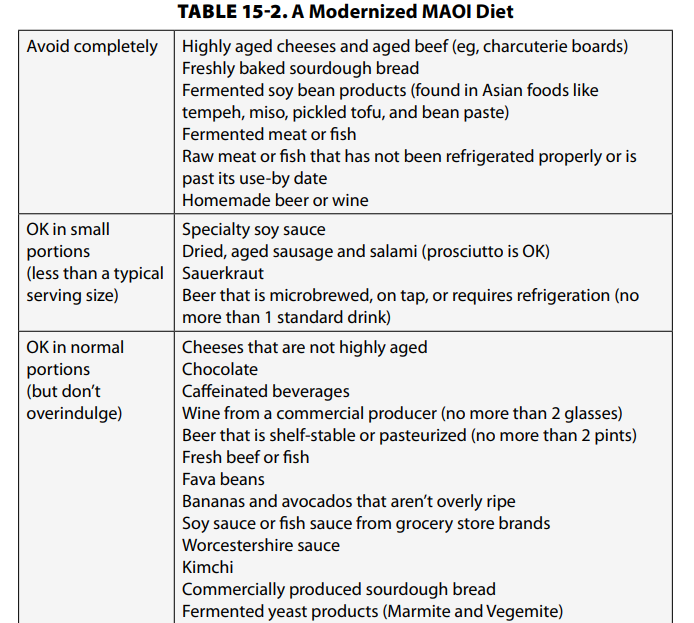 TABLE 15-2. A Modernized MAOI Diet
Avoid completely
Highly aged cheeses and aged beef (eg, charcuterie boards)
Freshly baked sourdough bread
Fermented soy bean products (found in Asian foods like
tempeh, miso, pickled tofu, and bean paste)
Fermented meat or fish
Raw meat or fish that has not been refrigerated properly or is
past its use-by date
Homemade beer or wine
OK in small
portions
(less than a typical
serving size)
Specialty soy sauce
Dried, aged sausage and salami (prosciutto is OK)
Sauerkraut
Beer that is microbrewed, on tap, or requires refrigeration (no
more than 1 standard drink)
OK in normal
portions
(but don’t
overindulge)
Cheeses that are not highly aged
Chocolate
Caffeinated beverages
Wine from a commercial producer (no more than 2 glasses)
Beer that is shelf-stable or pasteurized (no more than 2 pints)
Fresh beef or fish
Fava beans
Bananas and avocados that aren’t overly ripe
Soy sauce or fish sauce from grocery store brands
Worcestershire sauce
Kimchi
Commercially produced sourdough bread
Fermented yeast products (Marmite and Vegemite)